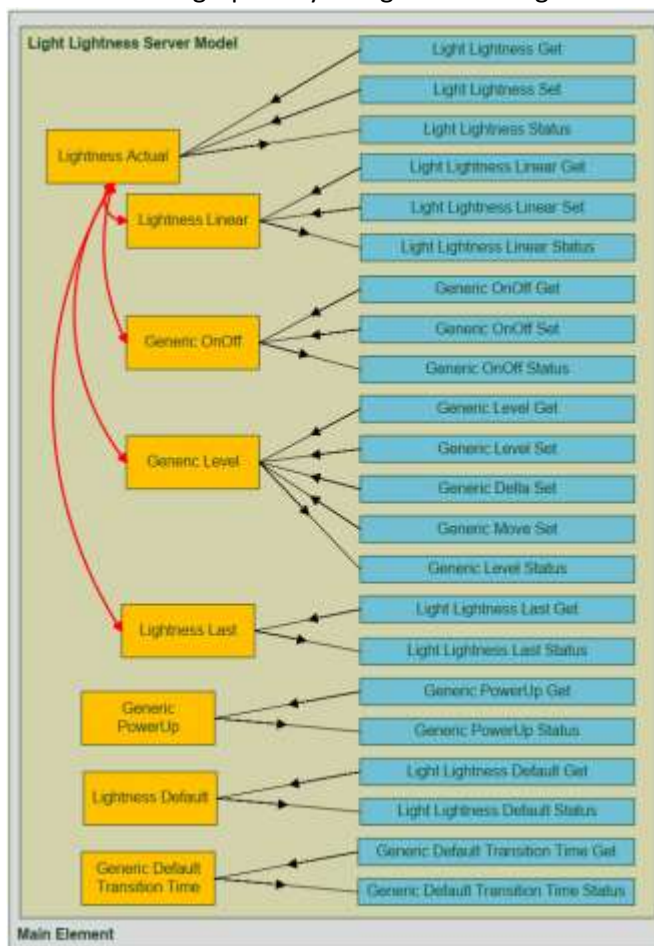 Light Lightness Server Model
Light Lightness Get
Light Lightness Set
Light Lightness Status
Lightness Actual
Light Lightness Linear Get
Light Lightness Linear Set
Light Lightness Linear Status
Lightness Linear
Generic OnOff Get
Generic OnOff Set
Generic OnOff Status
Generic OnOff
Generic Level Get
Generic Level Set
Generic Delta Set
Generic Move Set
Generic Level Status
Generic Level
Light Lightness Last Get
Light Lightness Last Status
Lightness Last
Generic PowerUp Get
Generic PowerUp Status
Generic
PowerUp
Light Lightness Default Get
Light Lightness Default Status
Lightness Default
Generic Default Transition Time Get
Generic Default Transition Time Status
Generic Default
Transition Time
Main Element